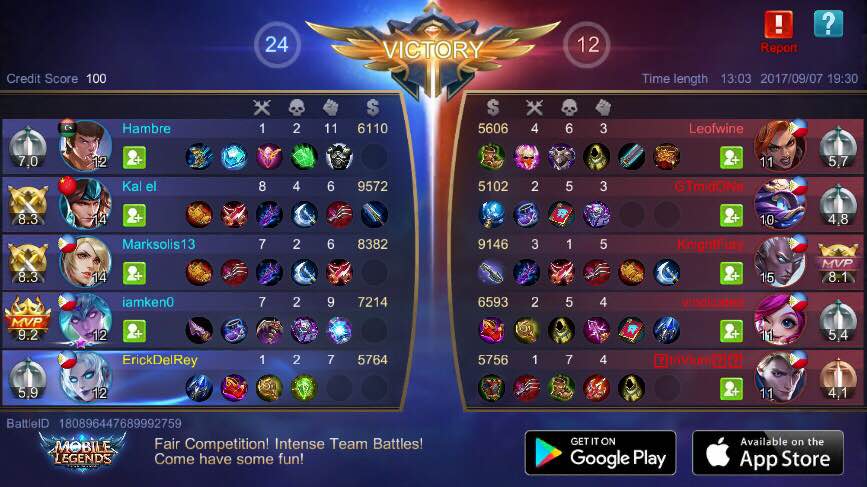 24 VICTORY 12
Report
Credit Score 100
Time length 13:03 2017/09/07 19:30
$ $
7,0 12 Hambre 1 2 11 6110
5606 4 6 3 Leofwine 11 5,7
8.3 14 Kal el 8 4 6 9572
5102 2 5 3 GTmidONe 10 4,8
8.3 14 Marksolis13 7 2 6 8382
9146 3 1 5 KnightFury 15 MVP 8.1
MVP 9.2 12 iamken0 7 2 9 7214
6593 2 5 4 vindicated 11 5,4
5,9 12 ErickDelRey 1 2 7 5764
5756 1 7 4 11 4,1
BattleID 180896447689992759
MOBILE
LEGENDS
Fair Competition! Intense Team Battles!
Come have some fun!
GET IT ON
Google Play
Available on the
App Store